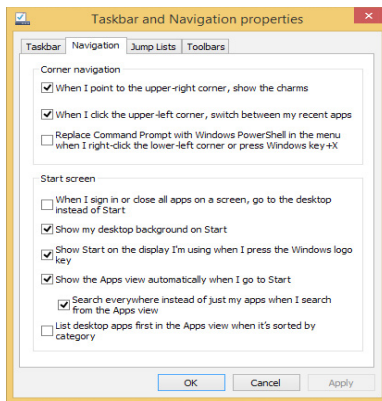 Taskbar and Navigation properties
Taskbar Navigation Jump Lists Toolbars
Corner navigation
When I point to the upper-right corner, show the charms
When I click the upper-left corner, switch between my recent apps
Replace Command Prompt with Windows PowerShell in the menu
when I right-click the lower-left corner or press Windows key+X
Start screen
When I sign in or close all apps on a screen, go to the desktop
instead of Start
Show my desktop background on Start
Show Start on the display I'm using when I press the Windows logo
key
Show the Apps view automatically when I go to Start
Search everywhere instead of just my apps when I search
from the Apps view
List desktop apps first in the Apps view when it's sorted by
category
OK Cancel Apply